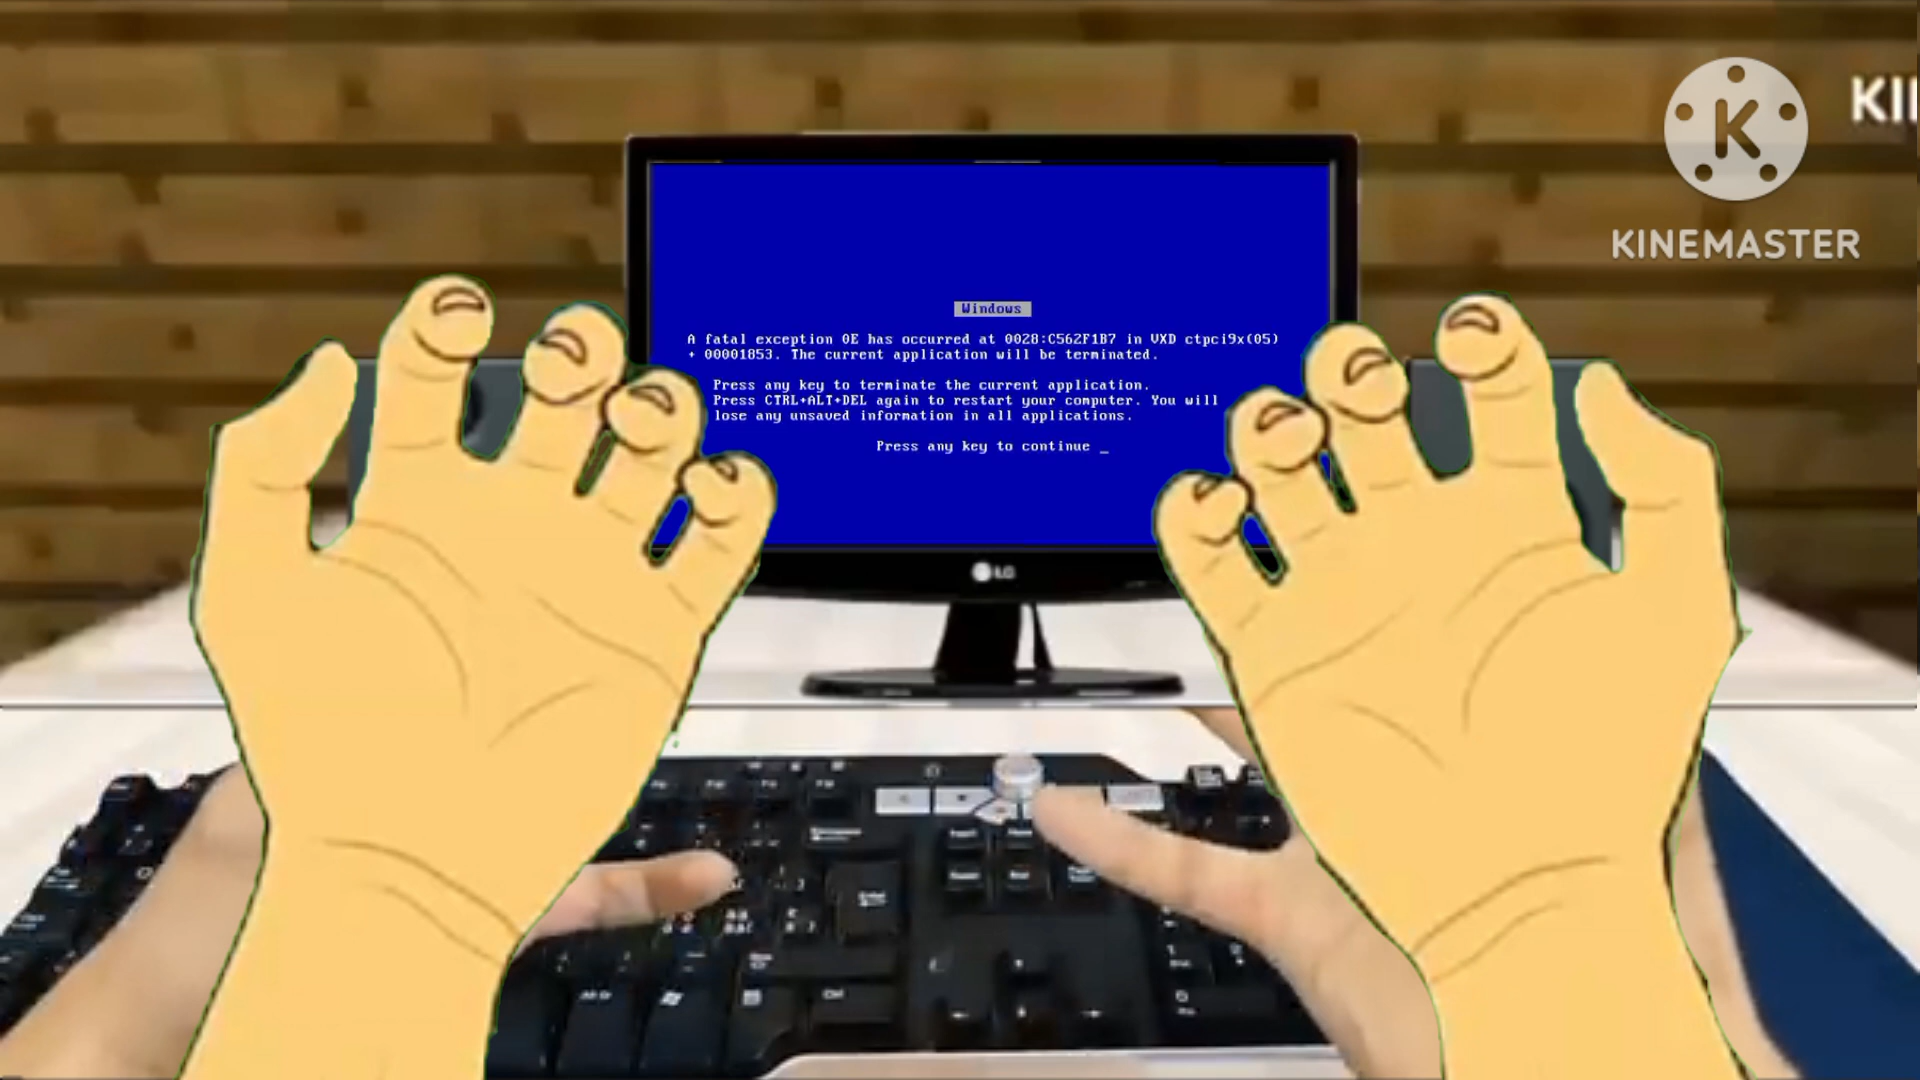 KI
K
KINEMASTER
Windows
A fatal exception 0E has occurred at 0028:C562F1B7 in VXD ctpci9x(05)
+ 00001853. The current application will be terminated.
Press any key to terminate the current application.
Press CTRL+ALT+DEL again to restart your computer. You will
lose any unsaved information in all applications.
Press any key to continue _
LG